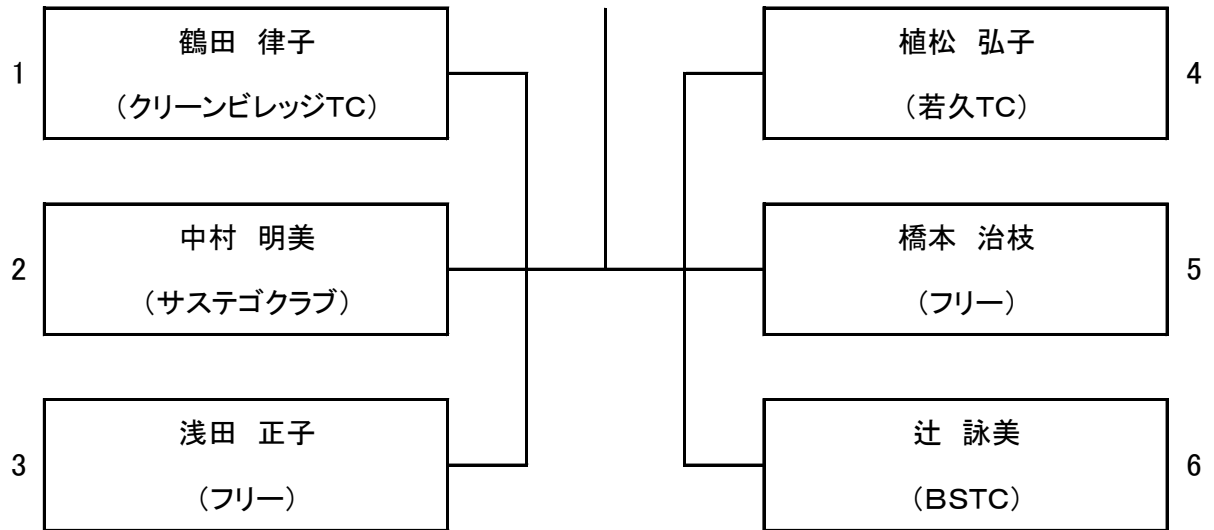 1
鶴田　律子
（クリーンビレッジTC）
2
中村　明美
（サステゴクラブ）
3
浅田　正子
（フリー）
植松　弘子
（若久TC）
4
橋本　治枝
（フリー）
5
辻　詠美
（BSTC）
6